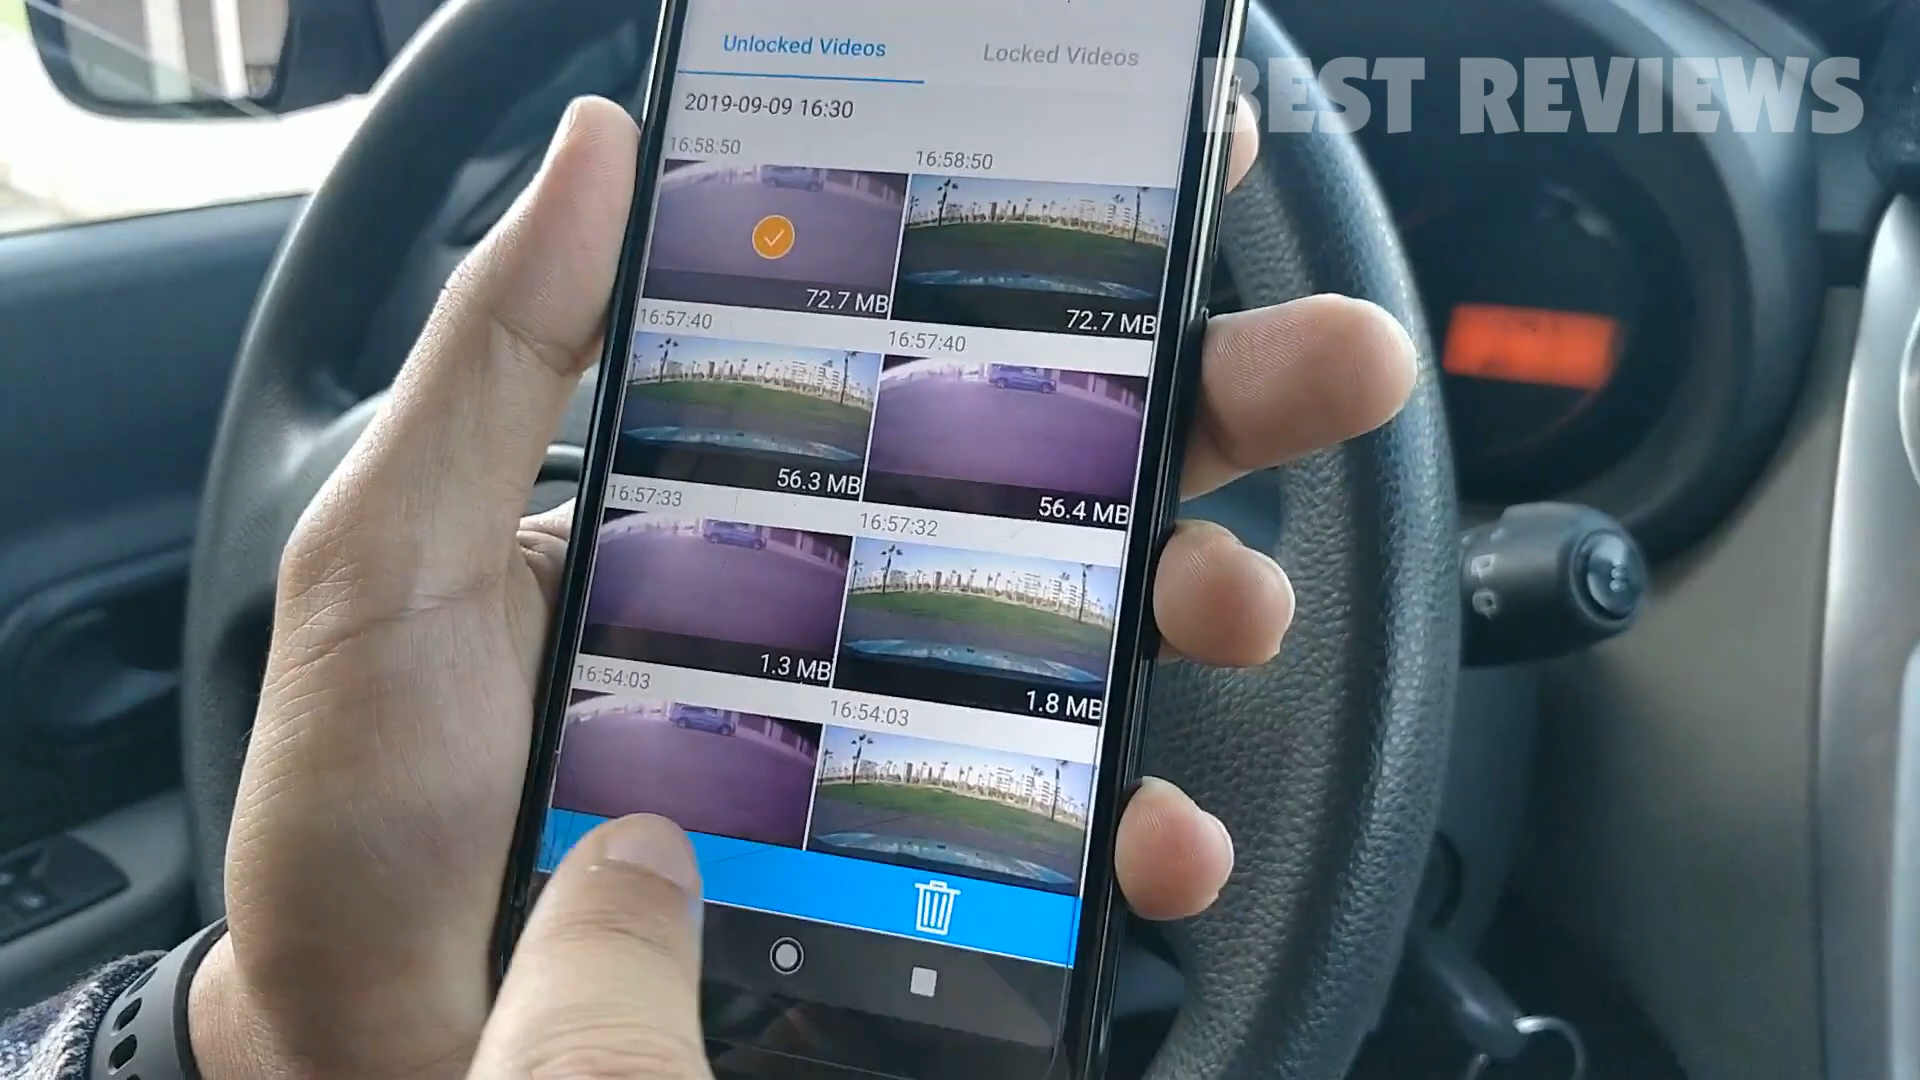 Unlocked Videos
Locked Videos
BEST REVIEWS
2019-09-09 16:30
16:58:50
16:58:50
72.7 MB
72.7 MB
16:57:40
16:57:40
56.3 MB
56.4 MB
16:57:33
16:57:32
1.3 MB
1.8 MB
16:54:03
16:54:03